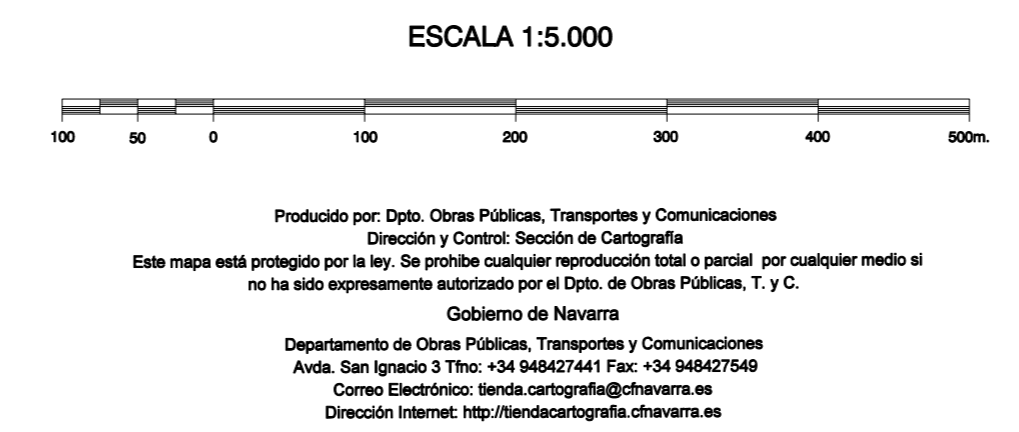 ESCALA 1:5.000
100 50 0 100 200 300 400 500m.
Producido por: Dpto. Obras Públicas, Transportes y Comunicaciones
Dirección y Control: Sección de Cartografía
Este mapa está protegido por la ley. Se prohibe cualquier reproducción total o parcial por cualquier medio si
no ha sido expresamente autorizado por el Dpto. de Obras Públicas, T. y C.
Gobierno de Navarra
Departamento de Obras Públicas, Transportes y Comunicaciones
Avda. San Ignacio 3 Tfno: +34 948427441 Fax: +34 948427549
Correo Electrónico: tienda.cartografia@cfnavarra.es
Dirección Internet: http://tiendacartografia.cfnavarra.es